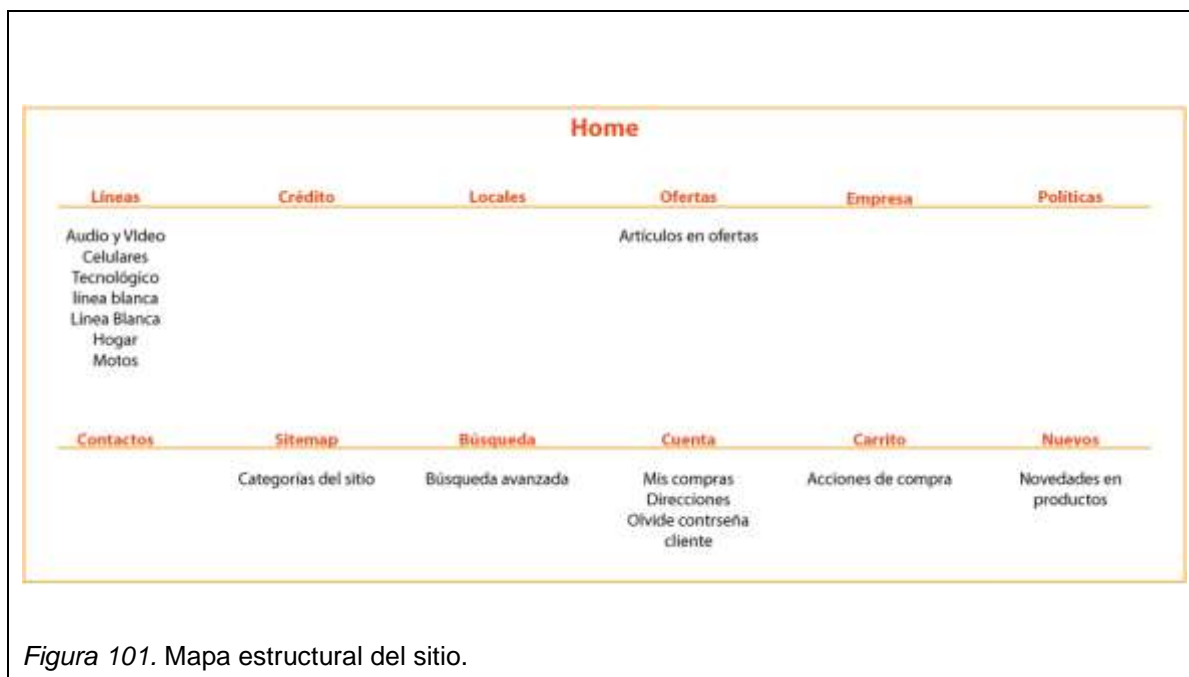 Home
Líneas Crédito Locales Ofertas Empresa Políticas
Audio y VIdeo
Celulares
Tecnológico
línea blanca
Línea Blanca
Hogar
Motos
Artículos en ofertas
Contactos Sitemap Búsqueda Cuenta Carrito Nuevos
Categorías del sitio
Búsqueda avanzada
Mis compras
Direcciones
Olvide contrseña
cliente
Acciones de compra
Novedades en
productos
Figura 101. Mapa estructural del sitio.